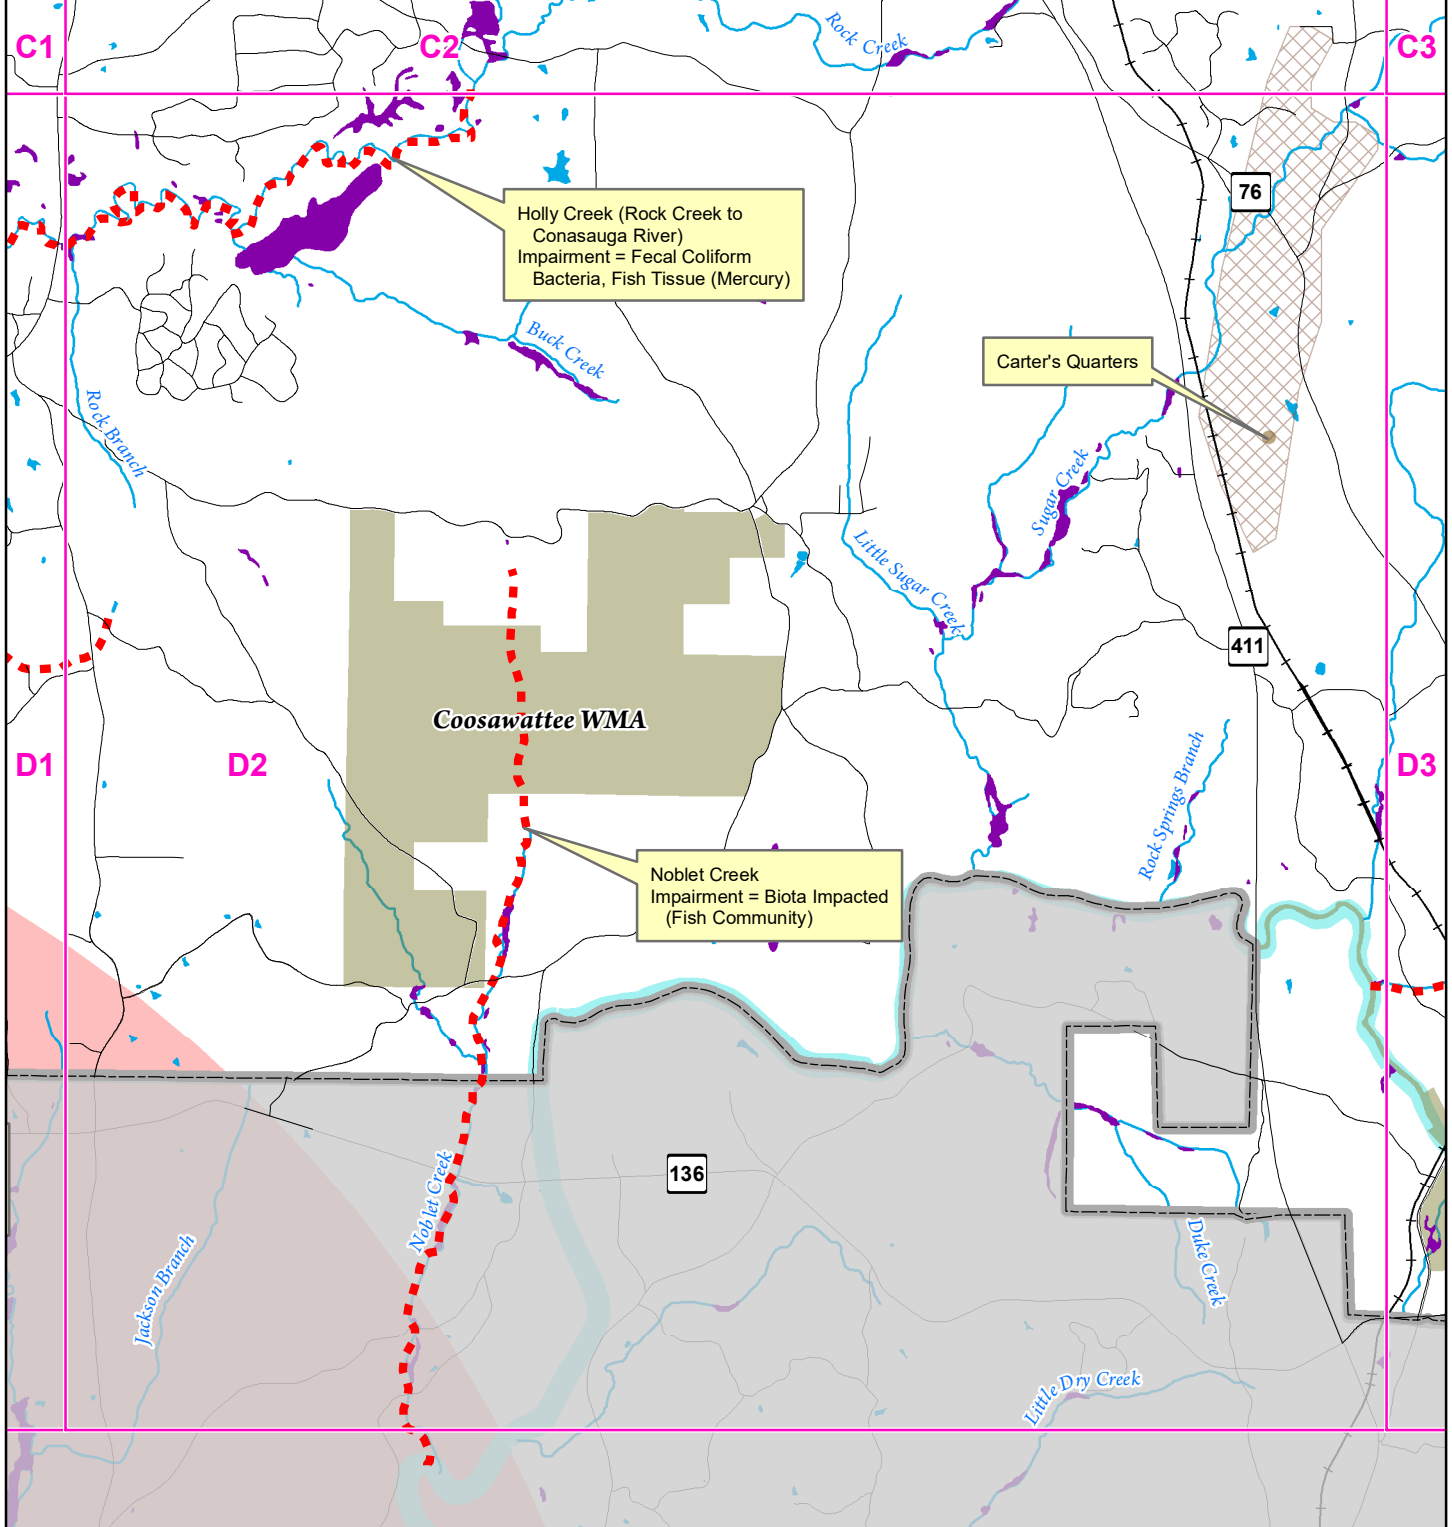 C1
C2
C3
Rock Creek
76
Holly Creek (Rock Creek to
Conasauga River)
Impairment = Fecal Coliform
Bacteria, Fish Tissue (Mercury)
Buck Creek
Carter's Quarters
Rock Branch
Sugar Creek
Little Sugar Creek
411
Coosawattee WMA
D1
D2
D3
Rock Springs Branch
Noblet Creek
Impairment = Biota Impacted
(Fish Community)
136
Noblet Creek
Jackson Branch
Duke Creek
Little Dry Creek